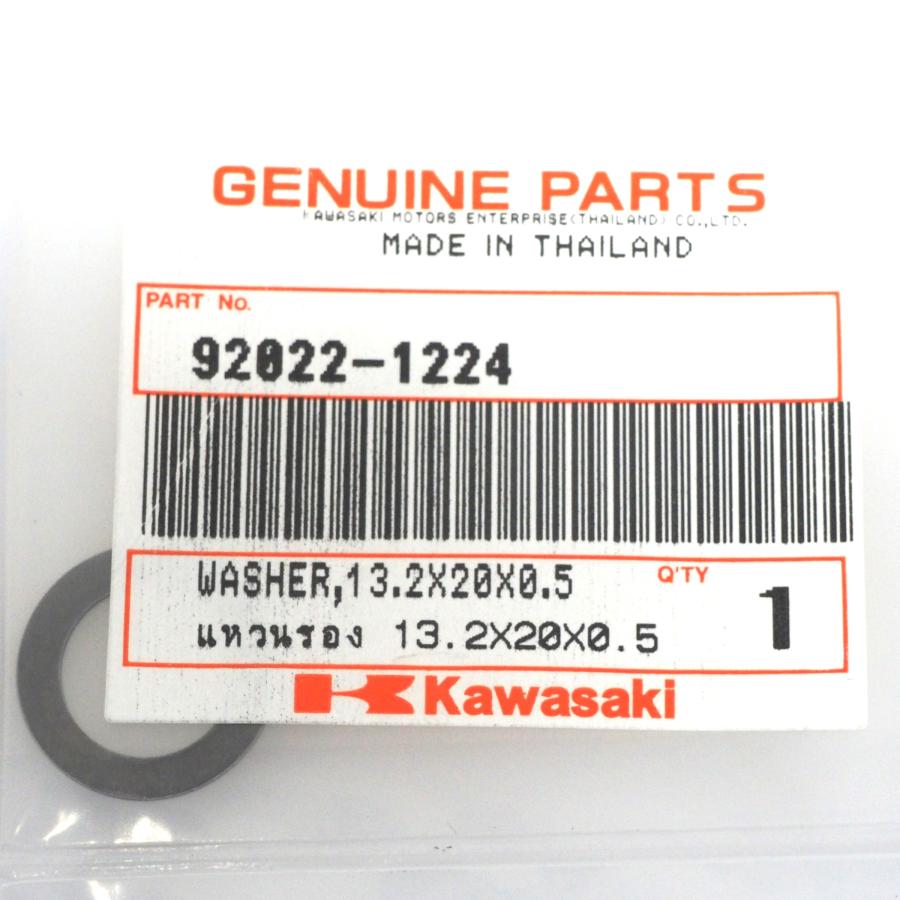 GENUINE PARTS
KAWASAKI MOTORS ENTERPRISE(THAILAND) CO.,LTD.
MADE IN THAILAND
PART No.
92022-1224
WASHER,13.2X20X0.5
Q'TY
1
แหวนรอง 13.2X20X0.5
Kawasaki